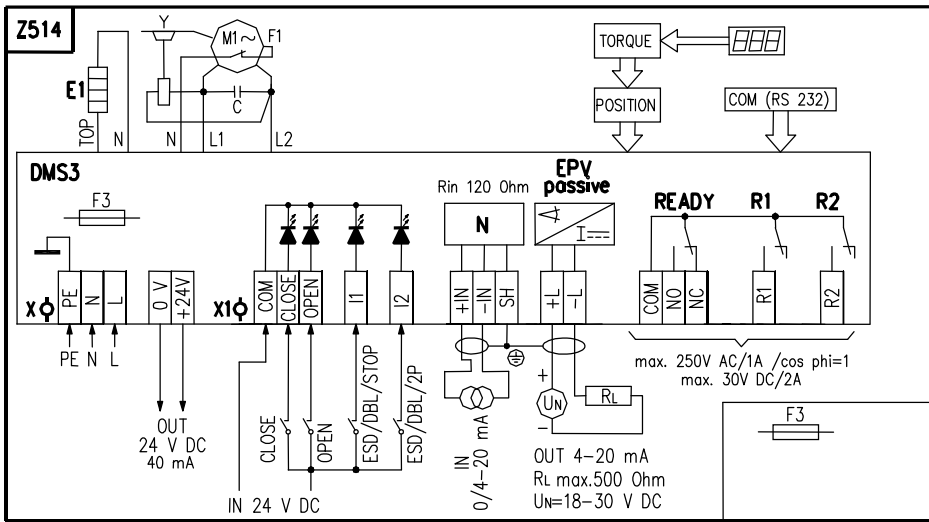 Z514
Y
M1 ~
F1
E1
C
TOP
N
N
L1
L2
TORQUE
POSITION
COM (RS 232)
DMS3
F3
Rin 120 Ohm
N
EPV
passive
READY
R1
R2
X
PE
N
L
0 V
+24V
X1
COM
CLOSE
OPEN
I1
I2
+IN
-IN
SH
+L
-L
COM
NO
NC
R1
R2
PE N L
OUT
24 V DC
40 mA
IN 24 V DC
CLOSE
OPEN
ESD/DBL/STOP
ESD/DBL/2P
IN
0/4-20 mA
+
UN
-
RL
OUT 4-20 mA
RL max.500 Ohm
UN=18-30 V DC
max. 250V AC/1A /cos phi=1
max. 30V DC/2A
F3